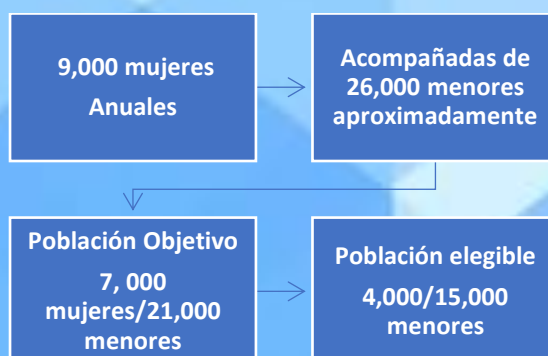 9,000 mujeres
Anuales
Acompañadas de
26,000 menores
aproximadamente
Población Objetivo
7, 000
mujeres/21,000
menores
Población elegible
4,000/15,000
menores